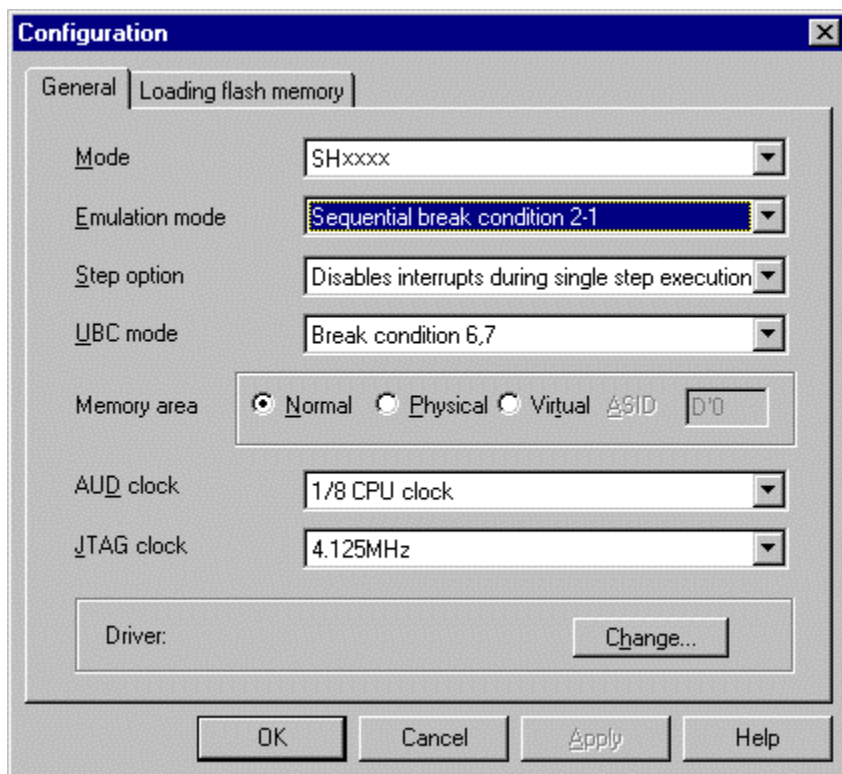 Configuration
General Loading flash memory
Mode SHxxxx
Emulation mode Sequential break condition 2-1
Step option Disables interrupts during single step execution
UBC mode Break condition 6,7
Memory area Normal Physical Virtual ASID D'0
AUD clock 1/8 CPU clock
JTAG clock 4.125MHz
Driver: Change...
OK Cancel Apply Help